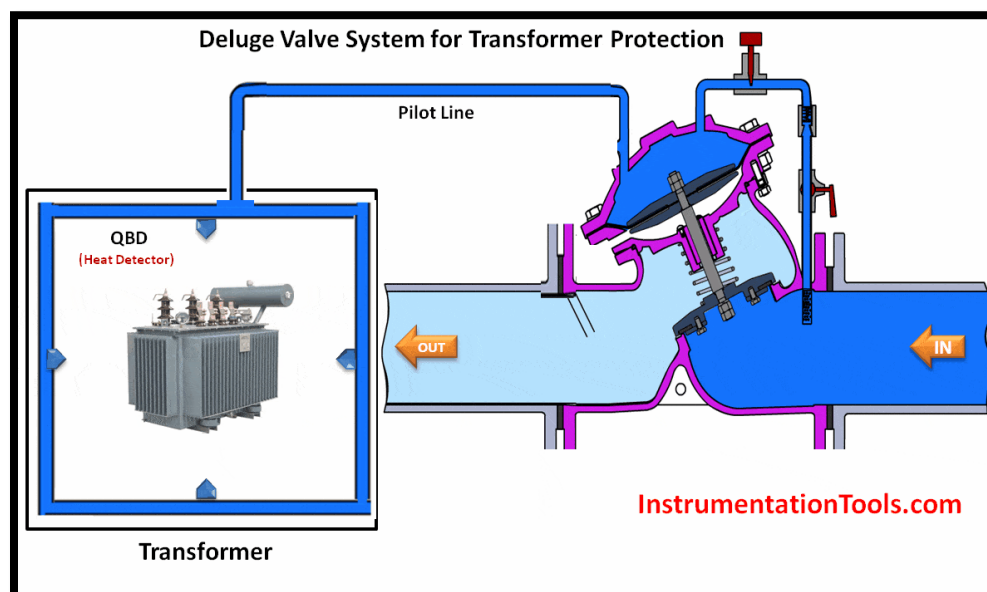 Deluge Valve System for Transformer Protection
Pilot Line
QBD
(Heat Detector)
OUT
IN
InstrumentationTools.com
Transformer